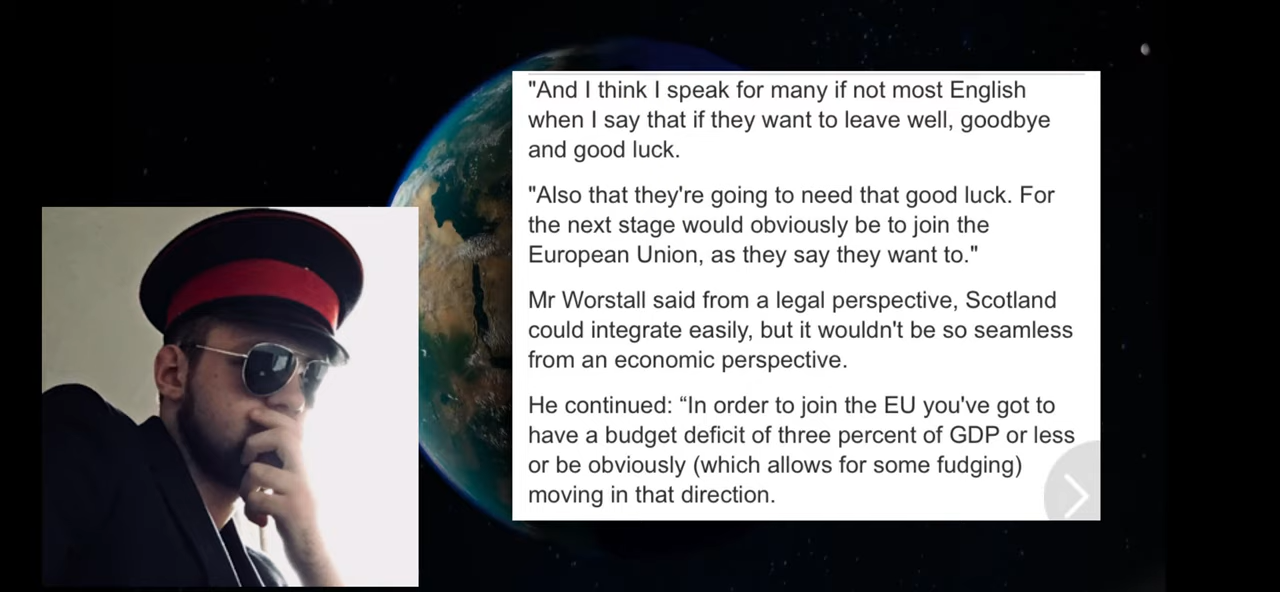 "And I think I speak for many if not most English
when I say that if they want to leave well, goodbye
and good luck.
"Also that they're going to need that good luck. For
the next stage would obviously be to join the
European Union, as they say they want to."
Mr Worstall said from a legal perspective, Scotland
could integrate easily, but it wouldn't be so seamless
from an economic perspective.
He continued: “In order to join the EU you've got to
have a budget deficit of three percent of GDP or less
or be obviously (which allows for some fudging)
moving in that direction.